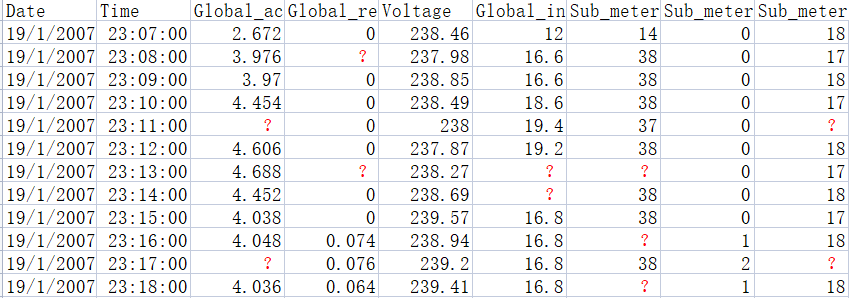 Date Time Global_ac Global_re Voltage Global_in Sub_meter Sub_meter Sub_meter
19/1/2007 23:07:00 2.672 0 238.46 12 14 0 18
19/1/2007 23:08:00 3.976 ? 237.98 16.6 38 0 17
19/1/2007 23:09:00 3.97 0 238.85 16.6 38 0 18
19/1/2007 23:10:00 4.454 0 238.49 18.6 38 0 17
19/1/2007 23:11:00 ? 0 238 19.4 37 0 ?
19/1/2007 23:12:00 4.606 0 237.87 19.2 38 0 18
19/1/2007 23:13:00 4.688 ? 238.27 ? ? 0 17
19/1/2007 23:14:00 4.452 0 238.69 ? 38 0 18
19/1/2007 23:15:00 4.038 0 239.57 16.8 38 0 17
19/1/2007 23:16:00 4.048 0.074 238.94 16.8 ? 1 18
19/1/2007 23:17:00 ? 0.076 239.2 16.8 38 2 ?
19/1/2007 23:18:00 4.036 0.064 239.41 16.8 ? 1 18